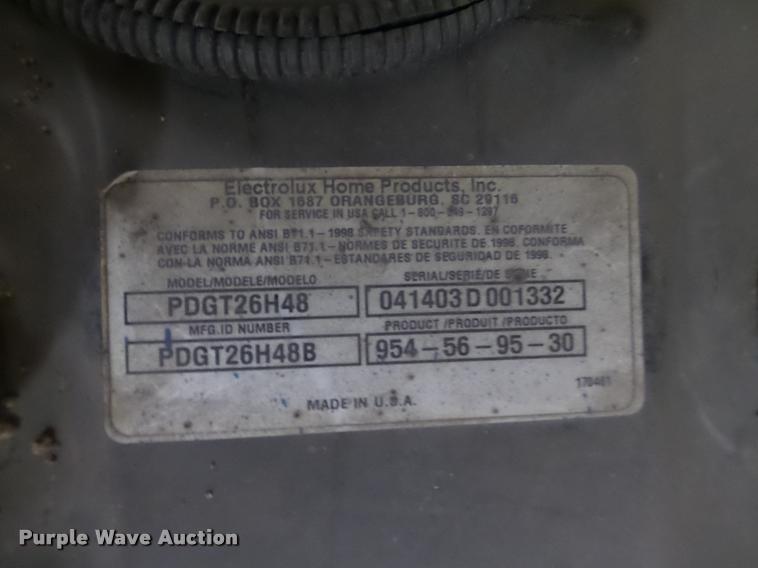 Electrolux Home Products, Inc.
P.O. BOX 1687 ORANGEBURG, SC 29116
FOR SERVICE IN USA CALL 1-800-849-1297
CONFORMS TO ANSI B71.1-1998 SAFETY STANDARDS. EN CONFORMITE
AVEC LA NORME ANSI B71.1-NORMES DE SECURITE DE 1998. CONFORMA
CON LA NORMA ANSI B71.1-ESTANDARES DE SEGURIDAD DE 1998.
MODEL/MODELE/MODELO SERIAL/SERIE/DE SERIE
PDGT26H48 041403D001332
MFG.ID NUMBER PRODUCT/PRODUIT/PRODUCTO
PDGT26H48B 954-56-95-30
MADE IN U.S.A.
Purple Wave Auction